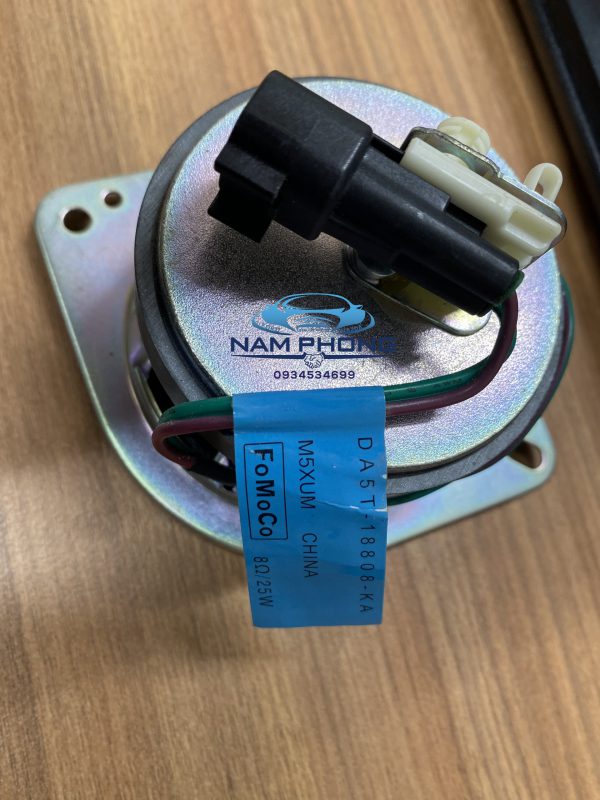 NAM PHONG
0934534699
DA5T-18808-KA
M5XUM CHINA
FoMoCo 8Ω/25W